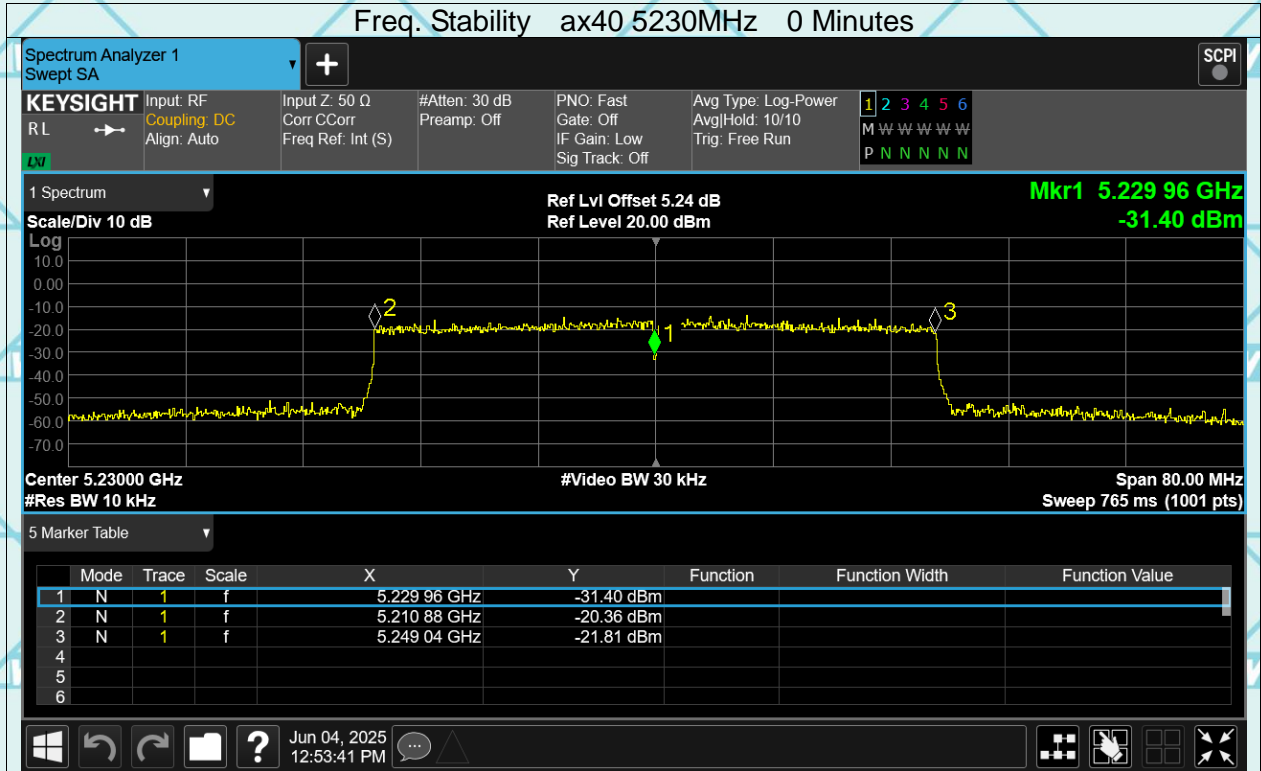 Freq. Stability ax40 5230MHz 0 Minutes
Spectrum Analyzer 1
Swept SA
+
SCPI
KEYSIGHT Input: RF Input Z: 50 Ω #Atten: 30 dB PNO: Fast Avg Type: Log-Power 1 2 3 4 5 6
RL Coupling: DC Corr CCorr Preamp: Off Gate: Off Avg|Hold: 10/10 M W W W W W W
Align: Auto Freq Ref: Int (S) IF Gain: Low Trig: Free Run
LXI Sig Track: Off P N N N N N N
1 Spectrum Ref Lvl Offset 5.24 dB Mkr1 5.229 96 GHz
Scale/Div 10 dB Ref Level 20.00 dBm -31.40 dBm
Log
10.0
0.00
-10.0 2 3
-20.0
1
-30.0
-40.0
-50.0
-60.0
-70.0
Center 5.23000 GHz #Video BW 30 kHz Span 80.00 MHz
#Res BW 10 kHz Sweep 765 ms (1001 pts)
5 Marker Table
Mode Trace Scale X Y Function Function Width Function Value
1 N 1 f 5.229 96 GHz -31.40 dBm
2 N 1 f 5.210 88 GHz -20.36 dBm
3 N 1 f 5.249 04 GHz -21.81 dBm
4
5
6
? Jun 04, 2025
12:53:41 PM